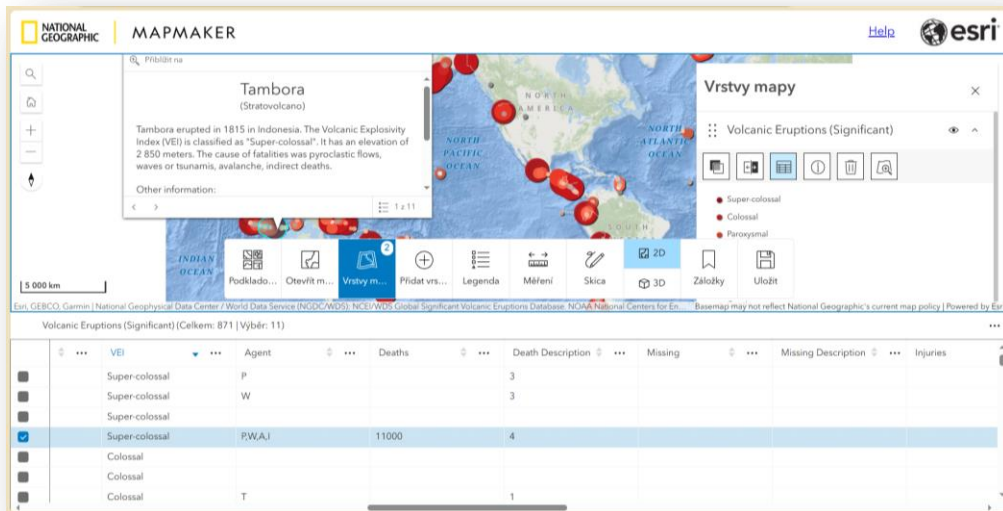 NATIONAL
GEOGRAPHIC
MAPMAKER
Help
esri
Přiblížit na
Tambora
(Stratovolcano)
Tambora erupted in 1815 in Indonesia. The Volcanic Explosivity
Index (VEI) is classified as "Super-colossal". It has an elevation of
2 850 meters. The cause of fatalities was pyroclastic flows,
waves or tsunamis, avalanche, indirect deaths.
Other information:
1 z 11
NORTH
AMERICA
NORTH
PACIFIC
OCEAN
NORTH
ATLANTIC
OCEAN
SOUTH
INDIAN
OCEAN
Vrstvy mapy
Volcanic Eruptions (Significant)
Super-colossal
Colossal
Paroxysmal
Podklado...
Otevřít m...
2
Vrstvy m...
Přidat vrs...
Legenda
Měření
Skica
2D
3D
Záložky
Uložit
5 000 km
Esri, GEBCO, Garmin | National Geophysical Data Center / World Data Service (NGDC/WDS): NCEI/WDS Global Significant Volcanic Eruptions Database. NOAA National Centers for En...
Basemap may not reflect National Geographic's current map policy | Powered by Esri
Volcanic Eruptions (Significant) (Celkem: 871 | Výběr: 11)
VEI Agent Deaths Death Description Missing Missing Description Injuries
Super-colossal P 3
Super-colossal W 3
Super-colossal
Super-colossal P,W,A,I 11000 4
Colossal
Colossal
Colossal T 1